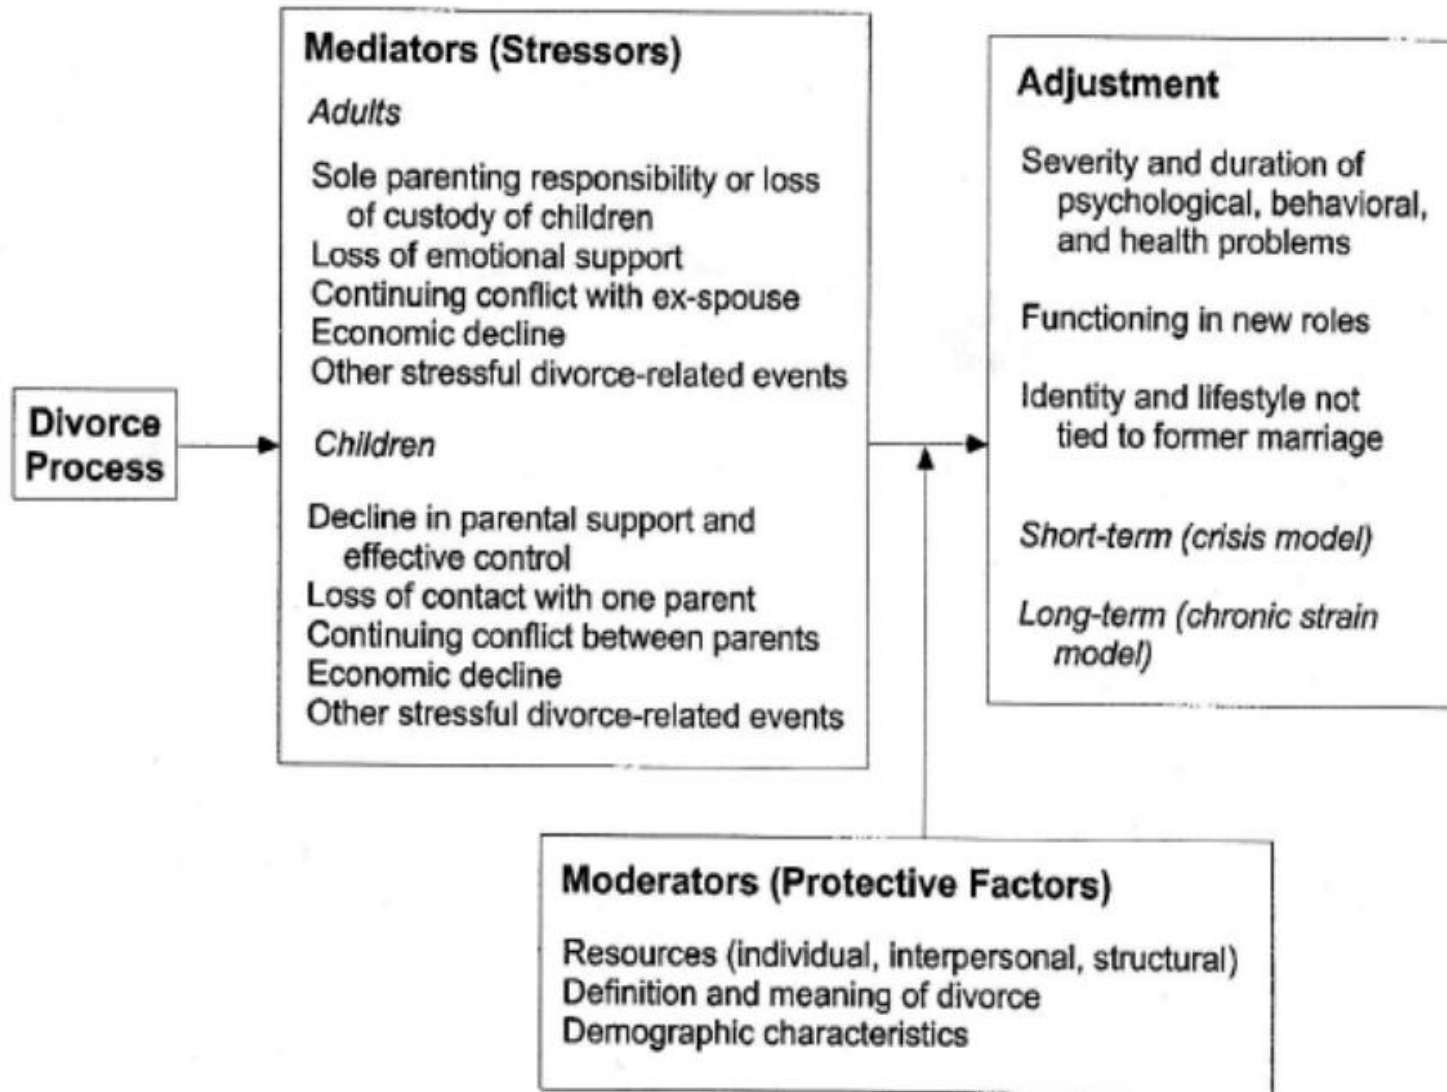 Divorce
Process
Mediators (Stressors)
Adults
Sole parenting responsibility or loss
of custody of children
Loss of emotional support
Continuing conflict with ex-spouse
Economic decline
Other stressful divorce-related events
Children
Decline in parental support and
effective control
Loss of contact with one parent
Continuing conflict between parents
Economic decline
Other stressful divorce-related events
Adjustment
Severity and duration of
psychological, behavioral,
and health problems
Functioning in new roles
Identity and lifestyle not
tied to former marriage
Short-term (crisis model)
Long-term (chronic strain
model)
Moderators (Protective Factors)
Resources (individual, interpersonal, structural)
Definition and meaning of divorce
Demographic characteristics